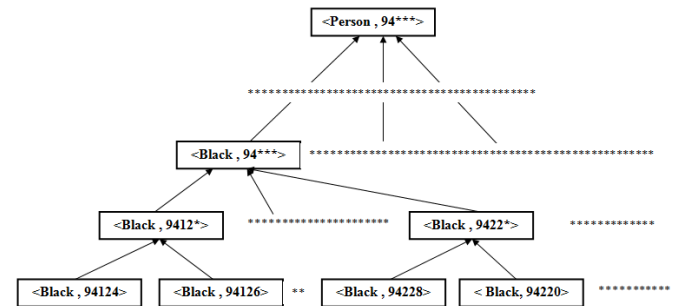 <Person , 94***>
*******************************************
<Black , 94***> ***************************************************
<Black , 9412*> ********************* <Black , 9422*> *************
<Black , 94124> <Black , 94126> ** <Black , 94228> < Black, 94220> ***********